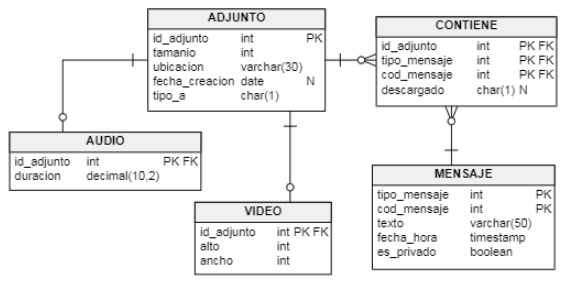 ADJUNTO
id_adjunto int PK
tamanio int
ubicacion varchar(30)
fecha_creacion date N
tipo_a char(1)
CONTIENE
id_adjunto int PK FK
tipo_mensaje int PK FK
cod_mensaje int PK FK
descargado char(1) N
AUDIO
id_adjunto int PK FK
duracion decimal(10,2)
VIDEO
id_adjunto int PK FK
alto int
ancho int
MENSAJE
tipo_mensaje int PK
cod_mensaje int PK
texto varchar(50)
fecha_hora timestamp
es_privado boolean